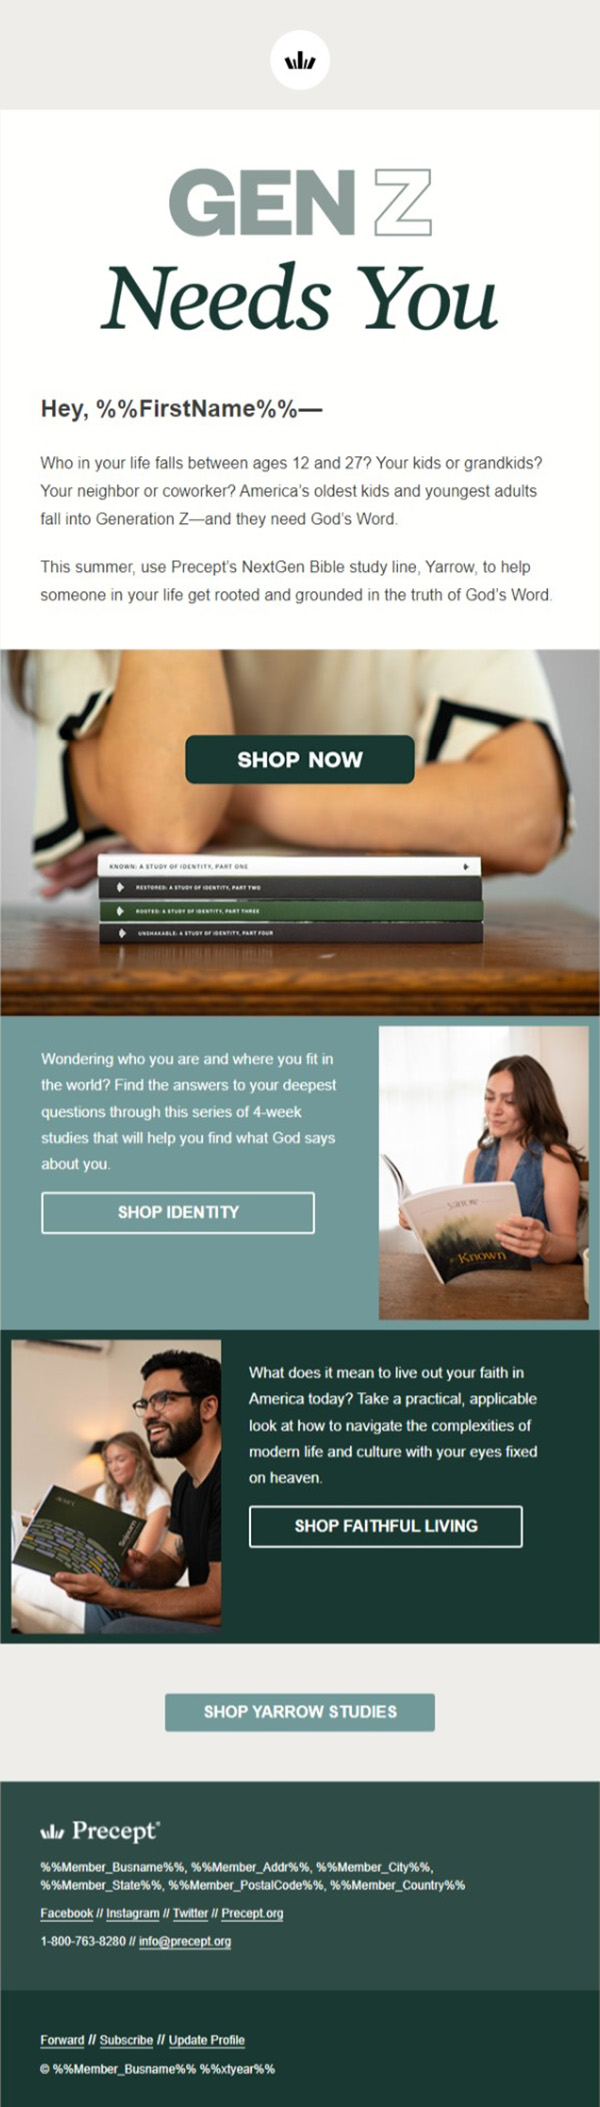 GEN Z
Needs You
Hey, %%FirstName%%—
Who in your life falls between ages 12 and 27? Your kids or grandkids?
Your neighbor or coworker? America's oldest kids and youngest adults
fall into Generation Z—and they need God's Word.
This summer, use Precept's NextGen Bible study line, Yarrow, to help
someone in your life get rooted and grounded in the truth of God's Word.
SHOP NOW
KNOWN: A STUDY OF IDENTITY, PART ONE
RESTORED: A STUDY OF IDENTITY, PART TWO
ROOTED: A STUDY OF IDENTITY, PART THREE
UNSHAKABLE: A STUDY OF IDENTITY, PART FOUR
Wondering who you are and where you fit in
the world? Find the answers to your deepest
questions through this series of 4-week
studies that will help you find what God says
about you.
SHOP IDENTITY
yarrow
Known
What does it mean to live out your faith in
America today? Take a practical, applicable
look at how to navigate the complexities of
modern life and culture with your eyes fixed
on heaven.
SHOP FAITHFUL LIVING
Sojourn
SHOP YARROW STUDIES
Precept®
%%Member_Busname%%, %%Member_Addr%%, %%Member_City%%,
%%Member_State%%, %%Member_PostalCode%%, %%Member_Country%%
Facebook // Instagram // Twitter // Precept.org
1-800-763-8280 // info@precept.org
Forward // Subscribe // Update Profile
© %%Member_Busname%% %%xtyear%%